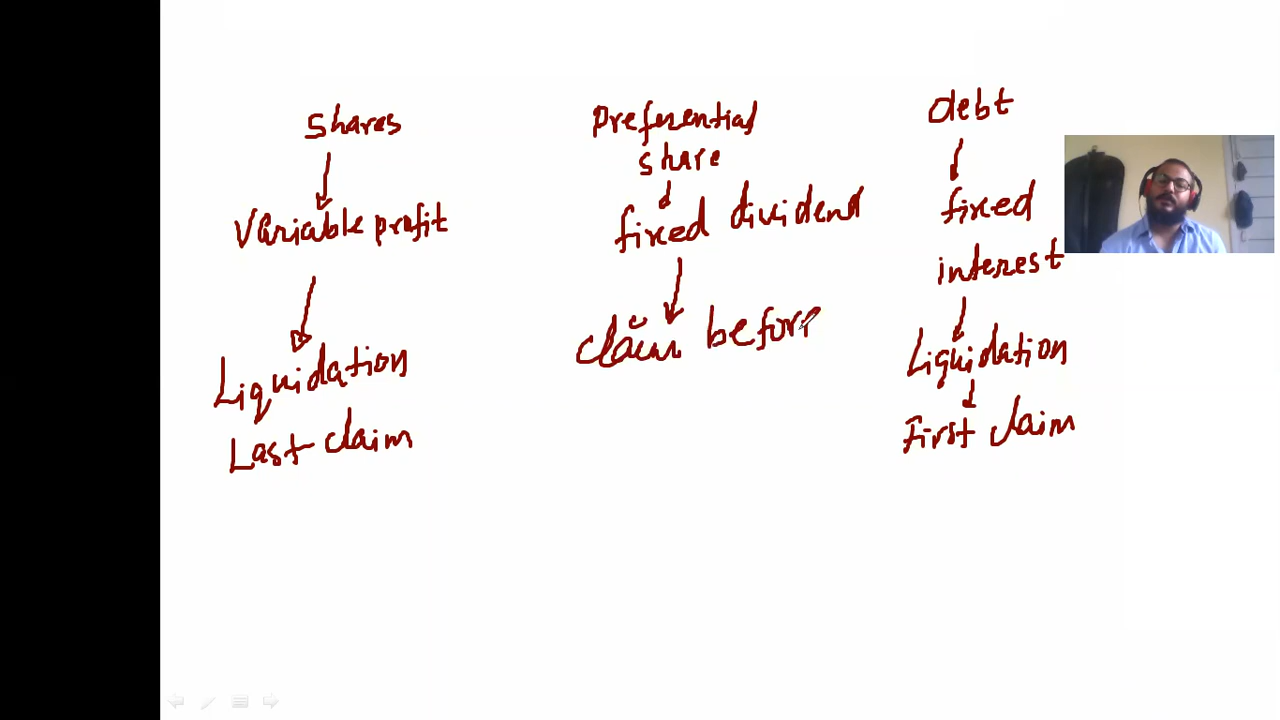 Shares
Variable profit
Liquidation
Last claim
Preferential
share
fixed dividend
claim before
Debt
fixed
interest
Liquidation
First claim